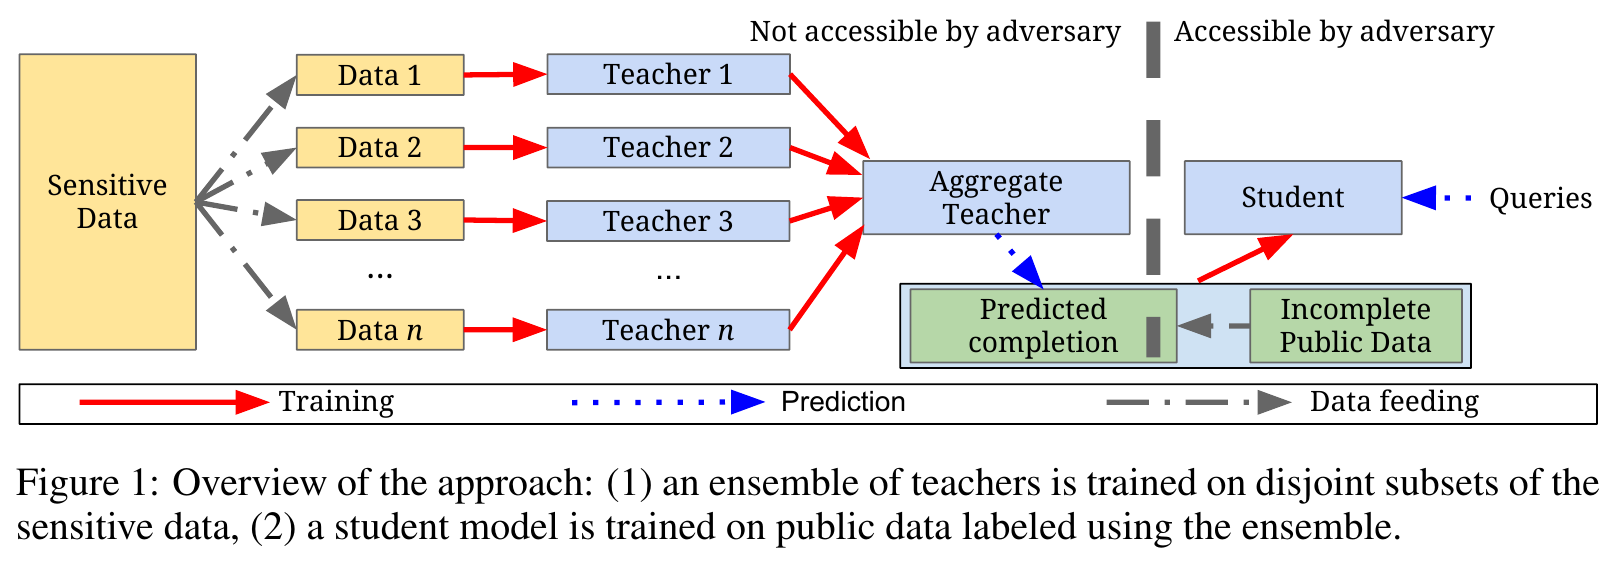 Not accessible by adversary
Accessible by adversary
Sensitive
Data
Data 1
Teacher 1
Data 2
Teacher 2
Data 3
Teacher 3
...
...
Data n
Teacher n
Aggregate
Teacher
Student
Queries
Predicted
completion
Incomplete
Public Data
Training
Prediction
Data feeding
Figure 1: Overview of the approach: (1) an ensemble of teachers is trained on disjoint subsets of the
sensitive data, (2) a student model is trained on public data labeled using the ensemble.